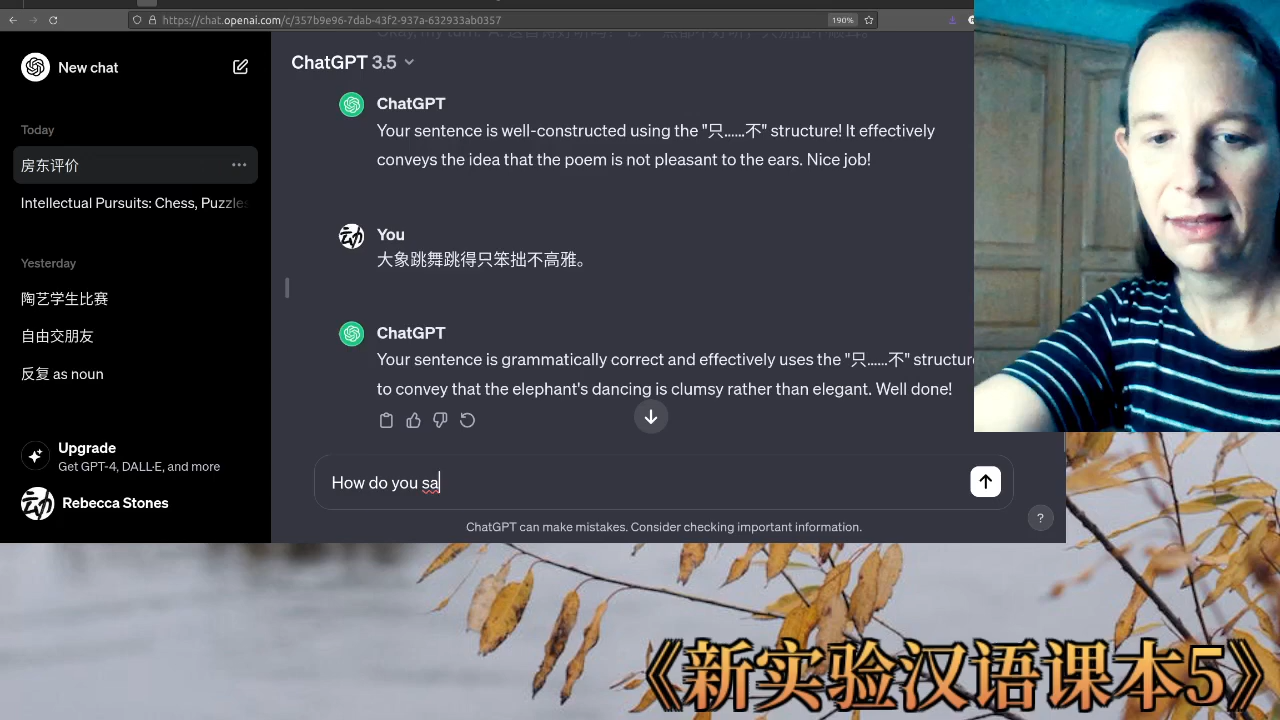 https://chat.openai.com/c/357b9e96-7dab-43f2-937a-632933ab0357
190%
New chat
Today
房东评价
Intellectual Pursuits: Chess, Puzzle
Yesterday
陶艺学生比赛
自由交朋友
反复 as noun
Upgrade
Get GPT-4, DALL·E, and more
Rebecca Stones
ChatGPT 3.5
ChatGPT
Your sentence is well-constructed using the "只……不" structure! It effectively
conveys the idea that the poem is not pleasant to the ears. Nice job!
You
大象跳舞跳得只笨拙不高雅。
ChatGPT
Your sentence is grammatically correct and effectively uses the "只……不" structure
to convey that the elephant's dancing is clumsy rather than elegant. Well done!
How do you sa
ChatGPT can make mistakes. Consider checking important information.
?
《新实验汉语课本5》